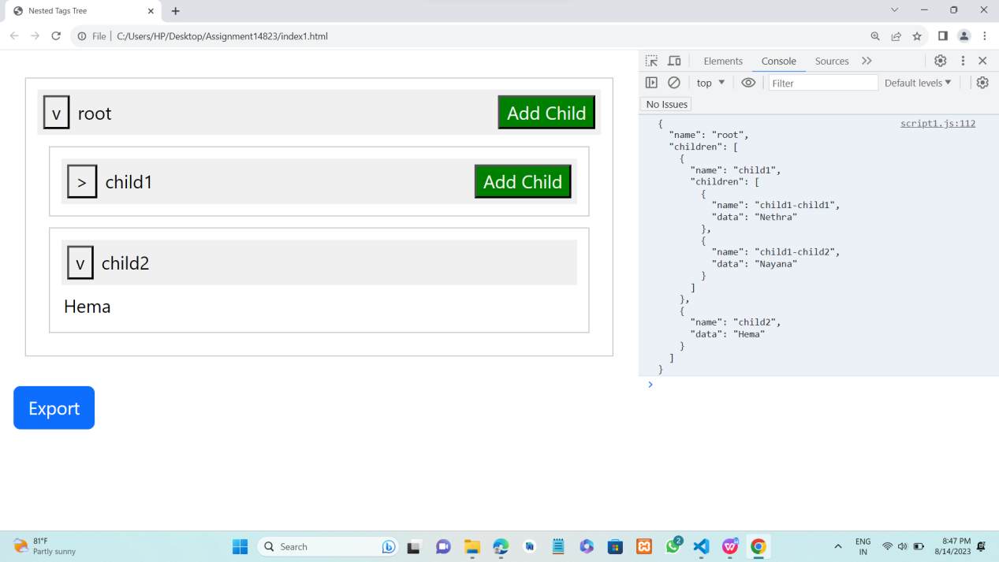 Nested Tags Tree
File C:/Users/HP/Desktop/Assignment14823/index1.html
v root Add Child
> child1 Add Child
v child2
Hema
Export
Elements Console Sources
top Filter Default levels
No Issues
script1.js:112
{
"name": "root",
"children": [
{
"name": "child1",
"children": [
{
"name": "child1-child1",
"data": "Nethra"
},
{
"name": "child1-child2",
"data": "Nayana"
}
]
},
{
"name": "child2",
"data": "Hema"
}
]
}
81°F
Partly sunny
Search
2
ENG
IN
8:47 PM
8/14/2023